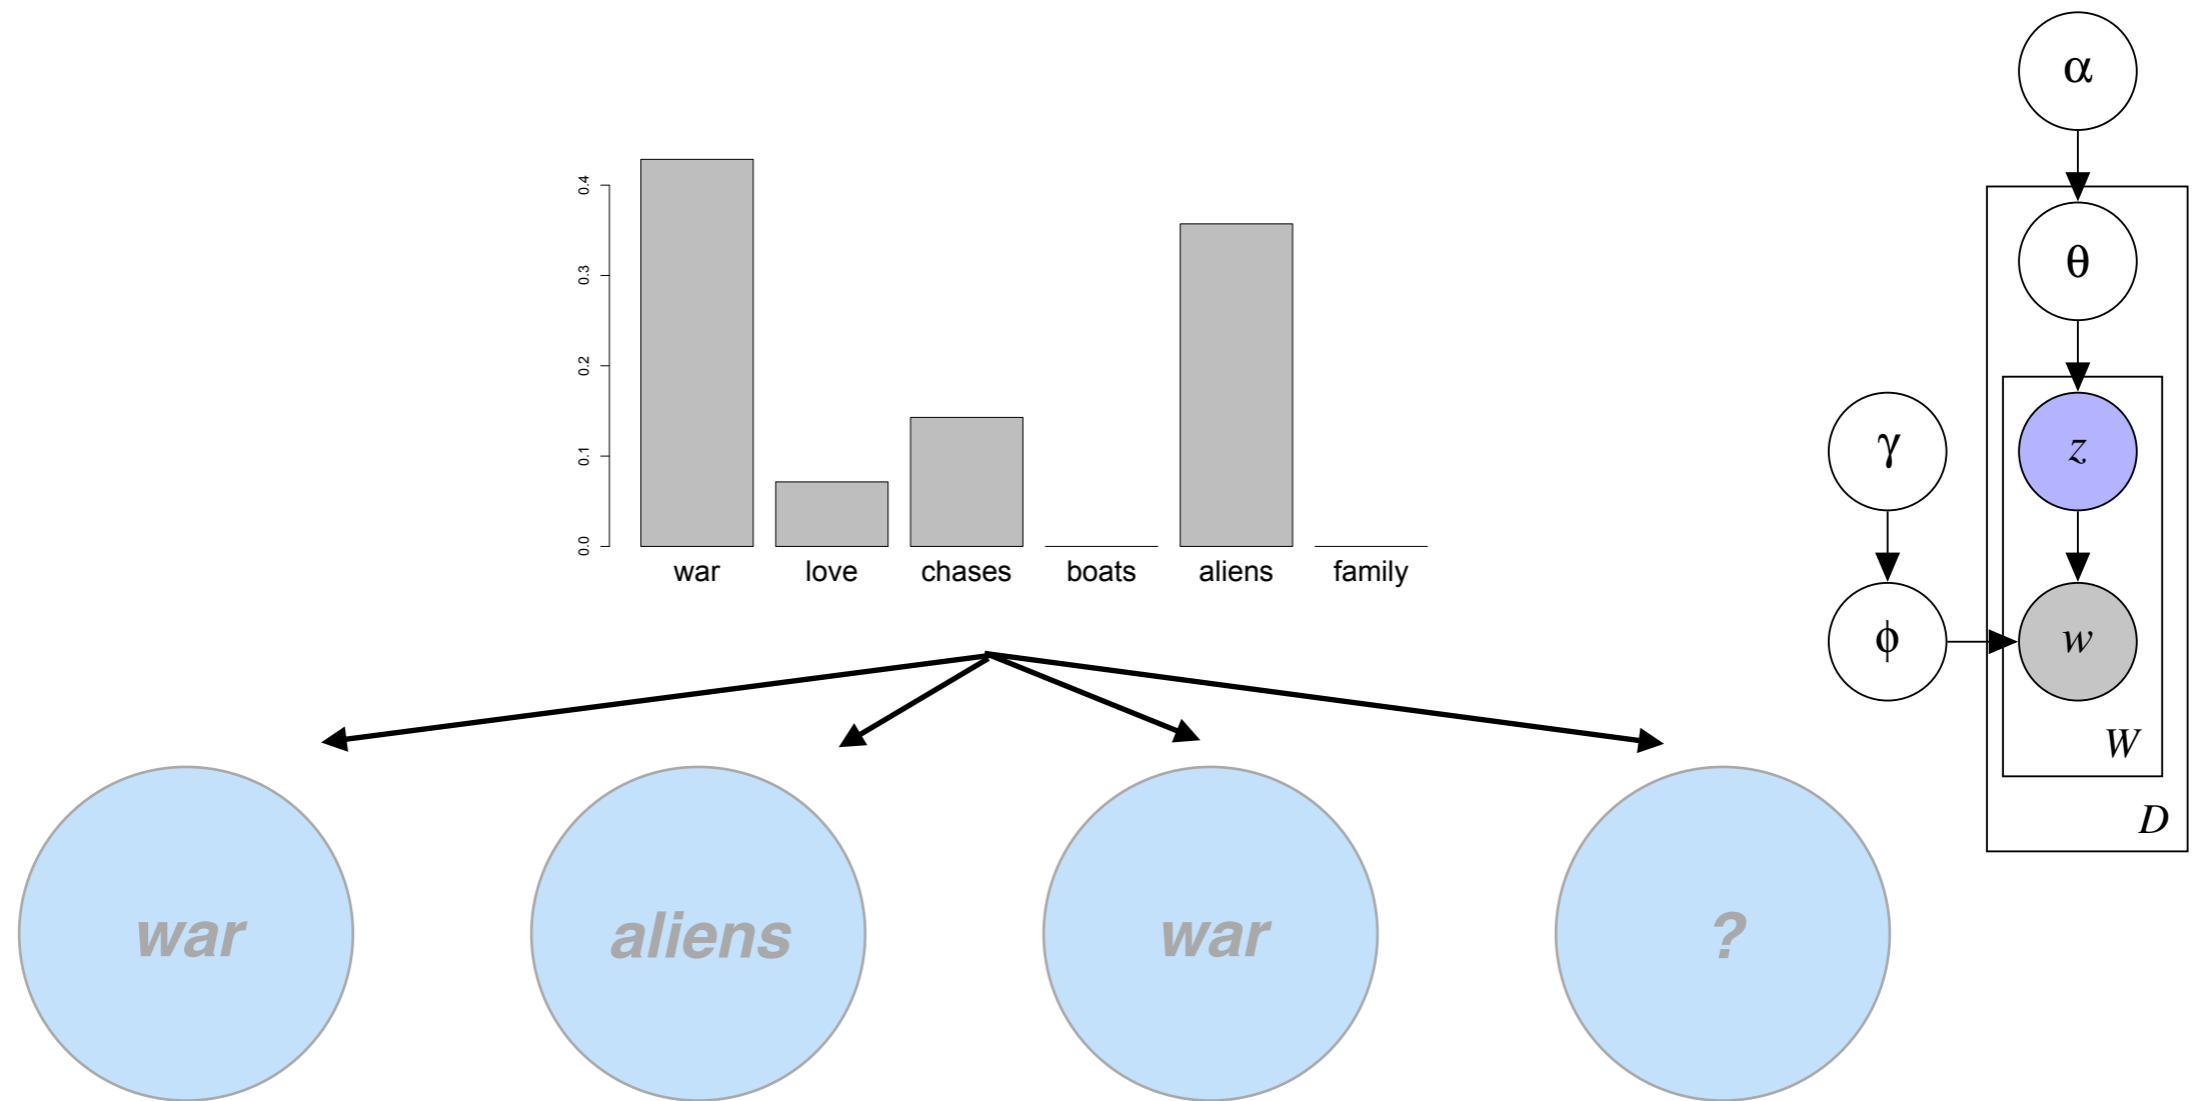 α
θ
γ
z
ϕ
w
W
D
0.4
0.3
0.2
0.1
0.0
war love chases boats aliens family
war aliens war ?